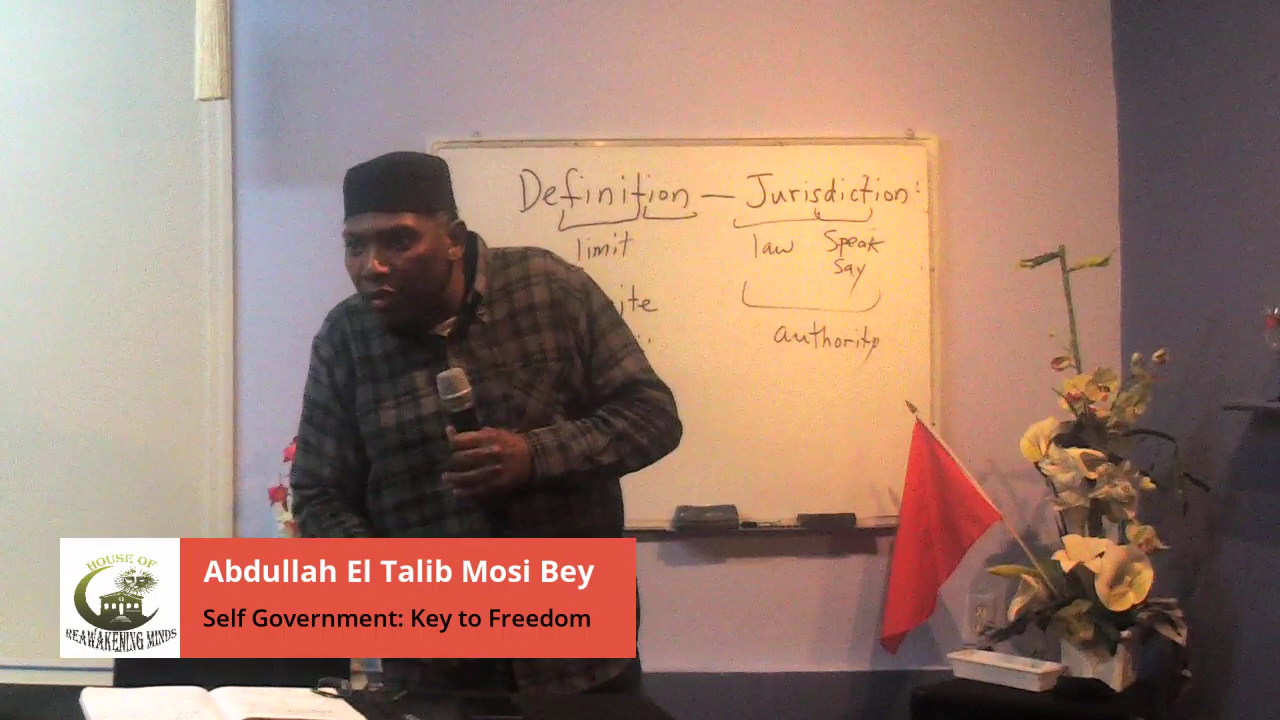 Definition — Jurisdiction:
limit
law Speak
Say
authority
HOUSE OF
REAWAKENING MINDS
Abdullah El Talib Mosi Bey
Self Government: Key to Freedom